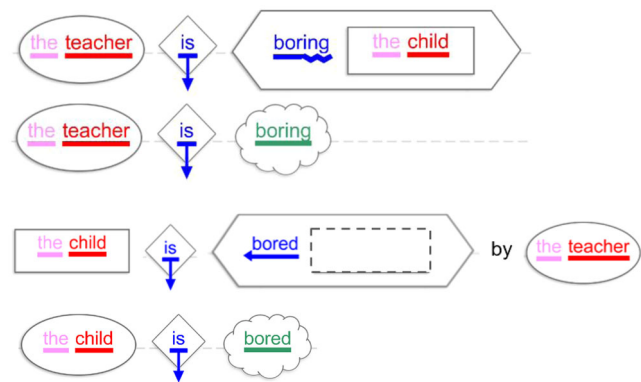 the teacher is boring the child
the teacher is boring
the child is bored by the teacher
the child is bored